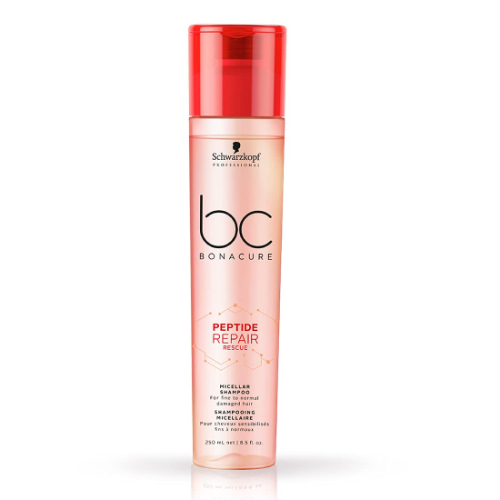 Schwarzkopf
PROFESSIONAL
bc
BONACURE
PEPTIDE
REPAIR
RESCUE
MICELLAR
SHAMPOO
For fine to normal
damaged hair
SHAMPOOING
MICELLAIRE
Pour cheveux sensibilisés
fins à normaux
250 mL net | 8.5 fl. oz.